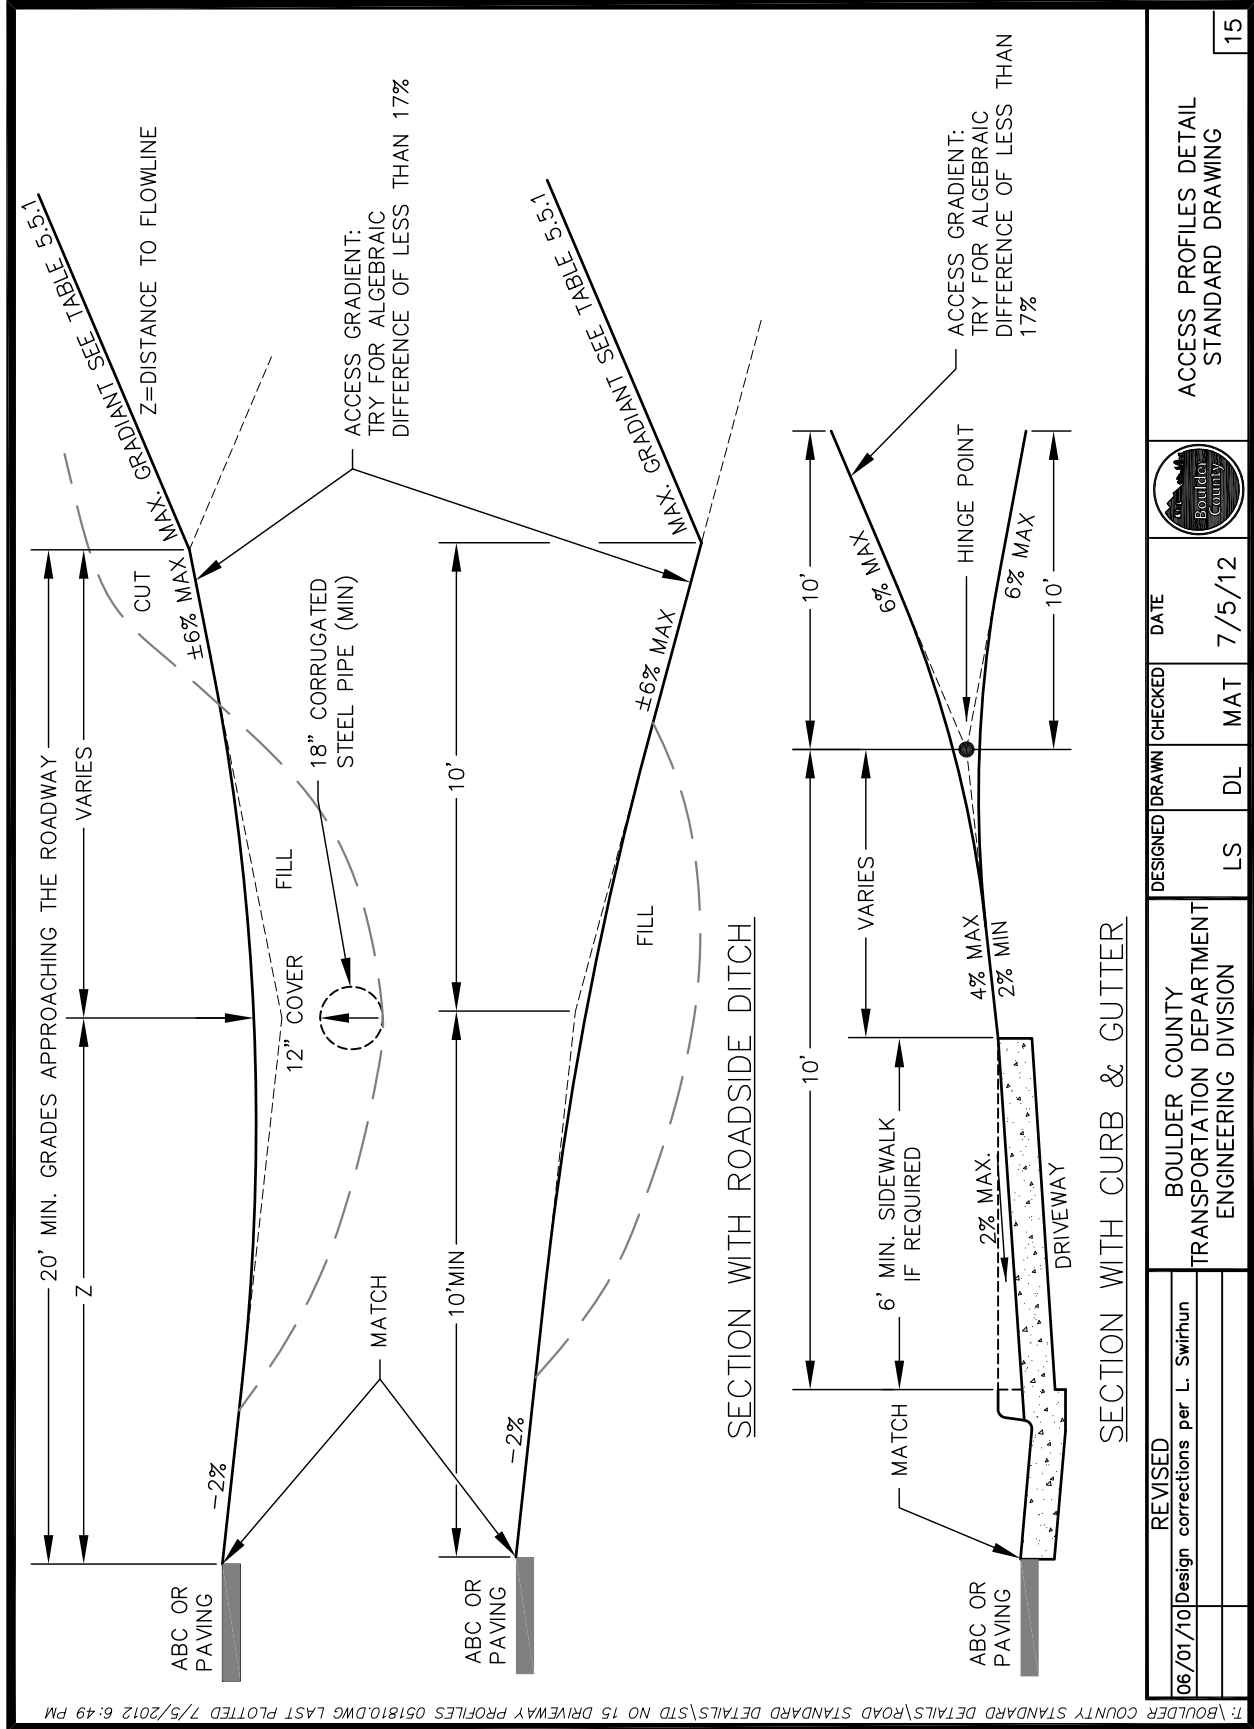 20' MIN. GRADES APPROACHING THE ROADWAY
Z
VARIES
MAX. GRADIANT SEE TABLE 5.5.1
Z=DISTANCE TO FLOWLINE
CUT
±6% MAX
-2%
ABC OR
PAVING
FILL
12" COVER
18" CORRUGATED
STEEL PIPE (MIN)
ACCESS GRADIENT:
TRY FOR ALGEBRAIC
DIFFERENCE OF LESS THAN 17%
MATCH
10'MIN
10'
MAX. GRADIANT SEE TABLE 5.5.1
±6% MAX
-2%
ABC OR
PAVING
FILL
SECTION WITH ROADSIDE DITCH
10'
10'
VARIES
6' MIN. SIDEWALK
IF REQUIRED
MATCH
6% MAX
ACCESS GRADIENT:
TRY FOR ALGEBRAIC
DIFFERENCE OF LESS THAN
17%
HINGE POINT
4% MAX
2% MIN
2% MAX.
6% MAX
10'
ABC OR
PAVING
DRIVEWAY
SECTION WITH CURB & GUTTER
REVISED
06/01/10 Design corrections per L. Swirhun
BOULDER COUNTY
TRANSPORTATION DEPARTMENT
ENGINEERING DIVISION
DESIGNED DRAWN CHECKED DATE
LS DL MAT 7/5/12
Boulder
County
ACCESS PROFILES DETAIL
STANDARD DRAWING
15
T:\BOULDER COUNTY STANDARD DETAILS\ROAD STANDARD DETAILS\STD NO 15 DRIVEWAY PROFILES 051810.DWG LAST PLOTTED 7/5/2012 6:49 PM